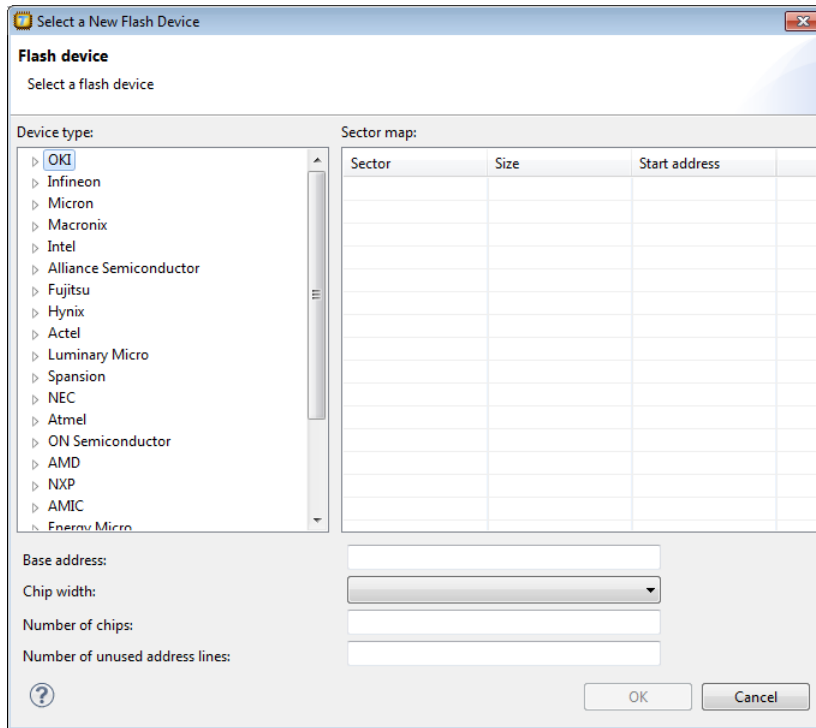 Select a New Flash Device
Flash device
Select a flash device
Device type:
Sector map:
OKI
Infineon
Micron
Macronix
Intel
Alliance Semiconductor
Fujitsu
Hynix
Actel
Luminary Micro
Spansion
NEC
Atmel
ON Semiconductor
AMD
NXP
AMIC
Energy Micro
Sector Size Start address
Base address:
Chip width:
Number of chips:
Number of unused address lines:
?
OK
Cancel